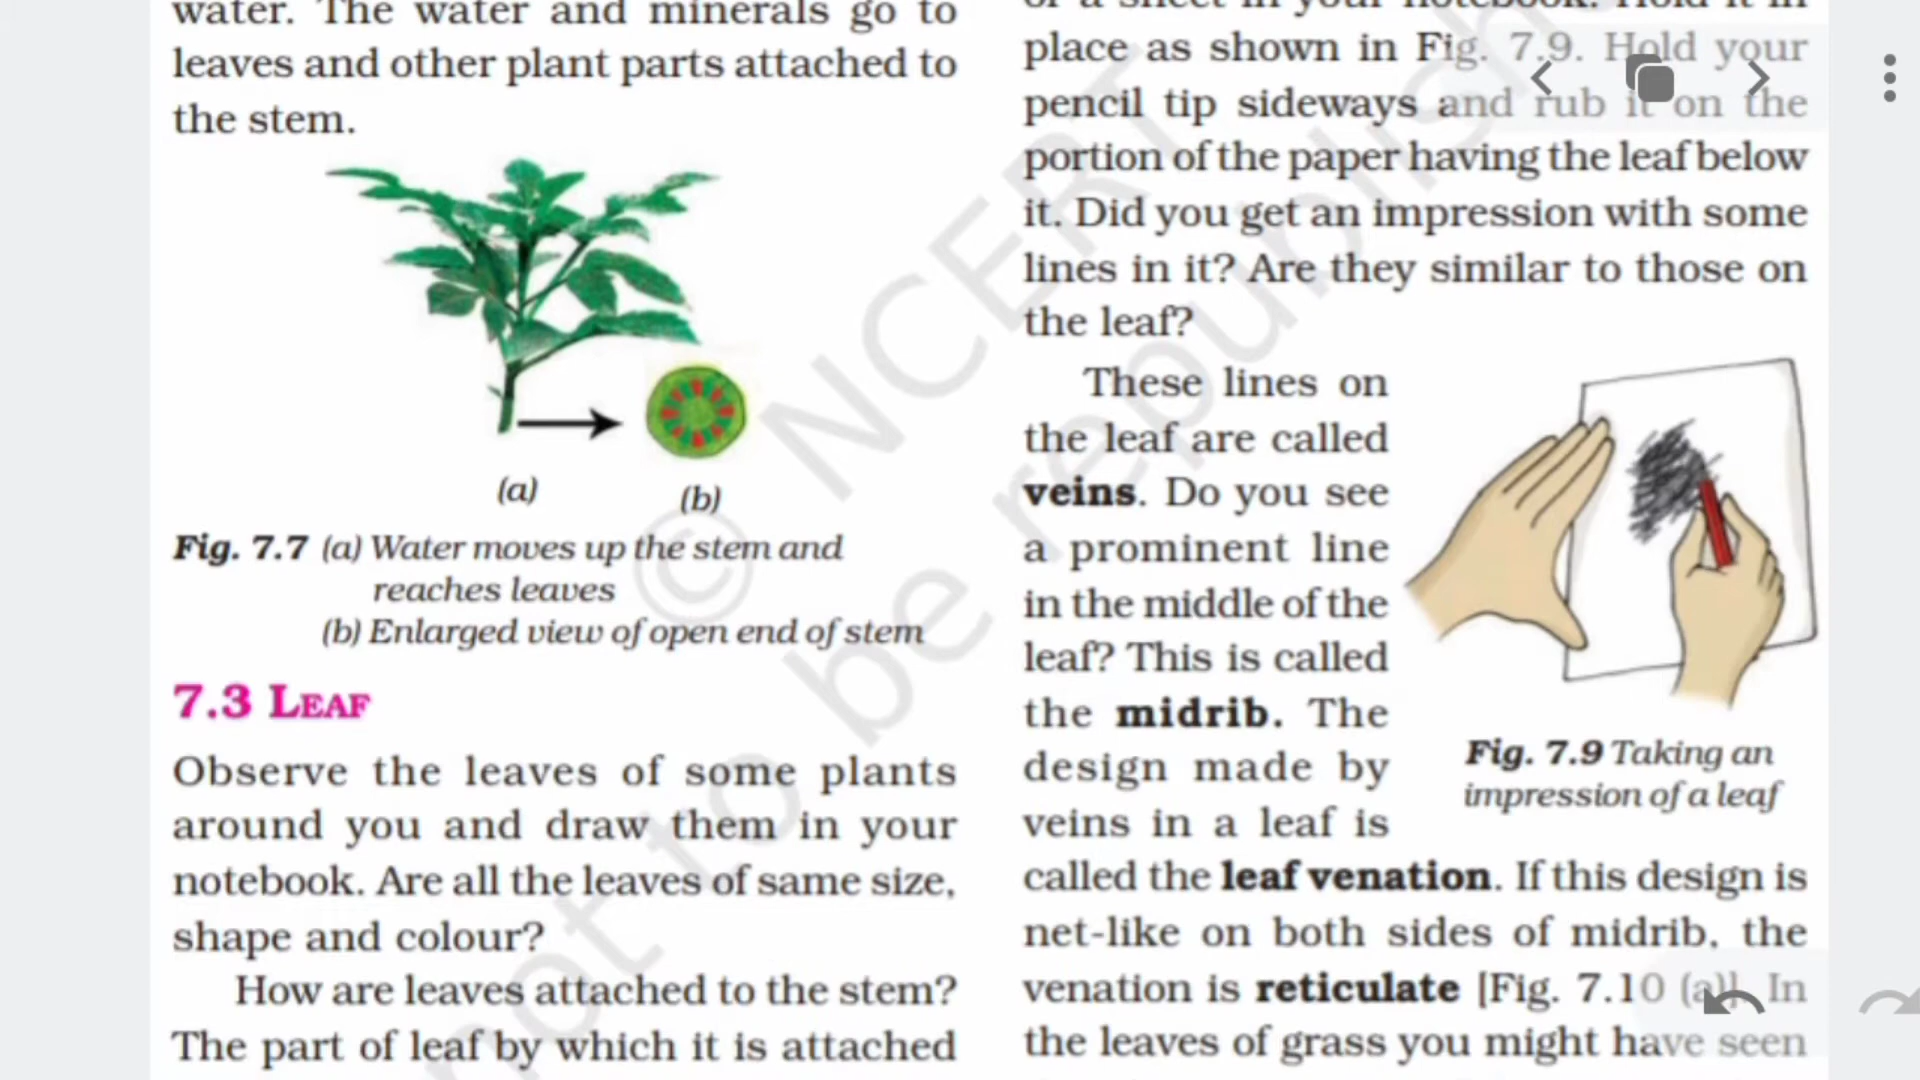 water. The water and minerals go to
leaves and other plant parts attached to
the stem.
(a)
(b)
Fig. 7.7 (a) Water moves up the stem and
reaches leaves
(b) Enlarged view of open end of stem
7.3 LEAF
Observe the leaves of some plants
around you and draw them in your
notebook. Are all the leaves of same size,
shape and colour?
How are leaves attached to the stem?
The part of leaf by which it is attached
of a sheet in your notebook. Hold it in
place as shown in Fig. 7.9. Hold your
pencil tip sideways and rub it on the
portion of the paper having the leaf below
it. Did you get an impression with some
lines in it? Are they similar to those on
the leaf?
These lines on
the leaf are called
veins. Do you see
a prominent line
in the middle of the
leaf? This is called
the midrib. The
design made by
veins in a leaf is
called the leaf venation. If this design is
net-like on both sides of midrib, the
venation is reticulate [Fig. 7.10 (a)]. In
the leaves of grass you might have seen
Fig. 7.9 Taking an
impression of a leaf
© NCERT
not to be republished